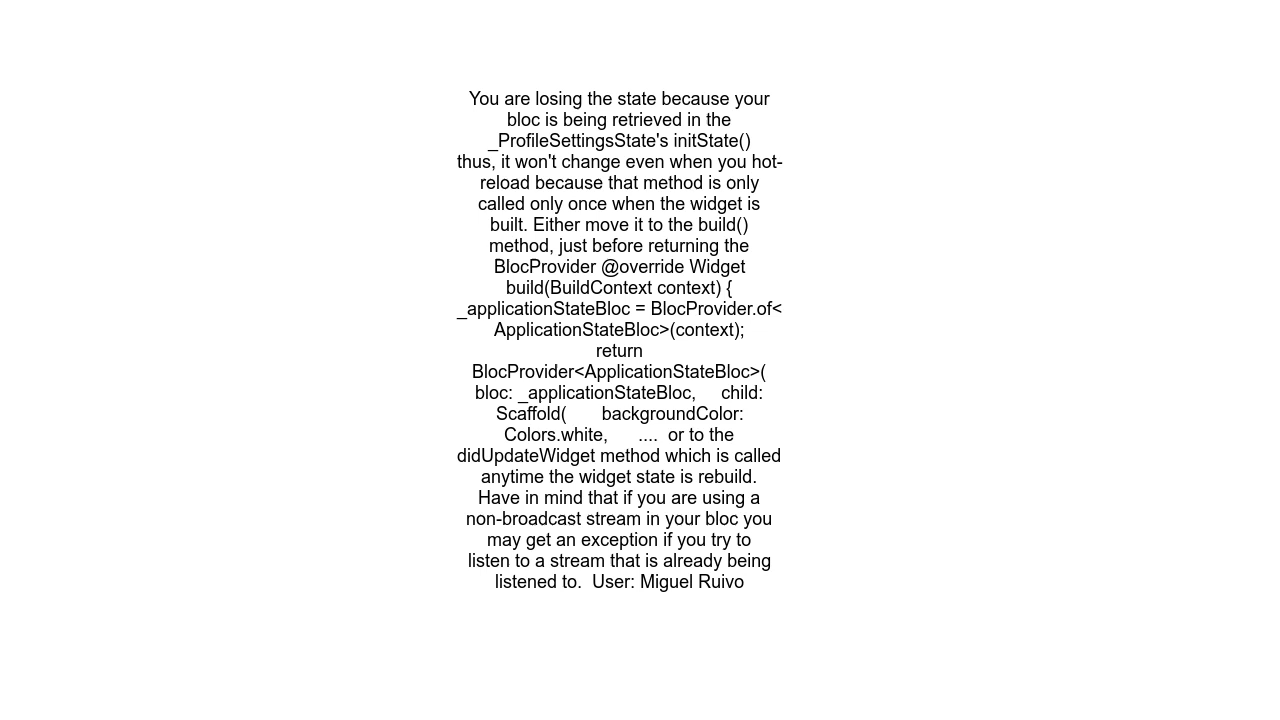 You are losing the state because your
bloc is being retrieved in the
_ProfileSettingsState's initState()
thus, it won't change even when you hot-
reload because that method is only
called only once when the widget is
built. Either move it to the build()
method, just before returning the
BlocProvider @override Widget
build(BuildContext context) {
_applicationStateBloc = BlocProvider.of<
ApplicationStateBloc>(context);
return
BlocProvider<ApplicationStateBloc>(
bloc: _applicationStateBloc,     child:
Scaffold(       backgroundColor:
Colors.white,      ....  or to the
didUpdateWidget method which is called
anytime the widget state is rebuild.
Have in mind that if you are using a
non-broadcast stream in your bloc you
may get an exception if you try to
listen to a stream that is already being
listened to.  User: Miguel Ruivo